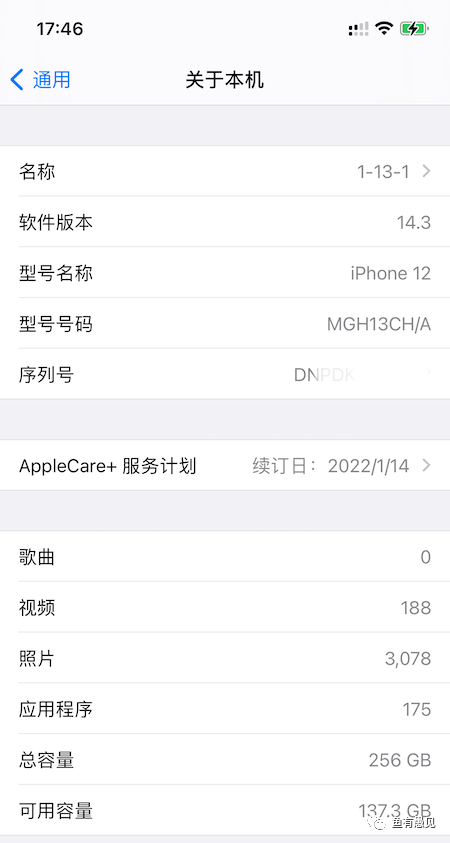 17:46
通用 关于本机
名称 1-13-1
软件版本 14.3
型号名称 iPhone 12
型号号码 MGH13CH/A
序列号 DNPDK
AppleCare+ 服务计划 续订日：2022/1/14
歌曲 0
视频 188
照片 3,078
应用程序 175
总容量 256 GB
可用容量 137.3 GB
鱼有愚见